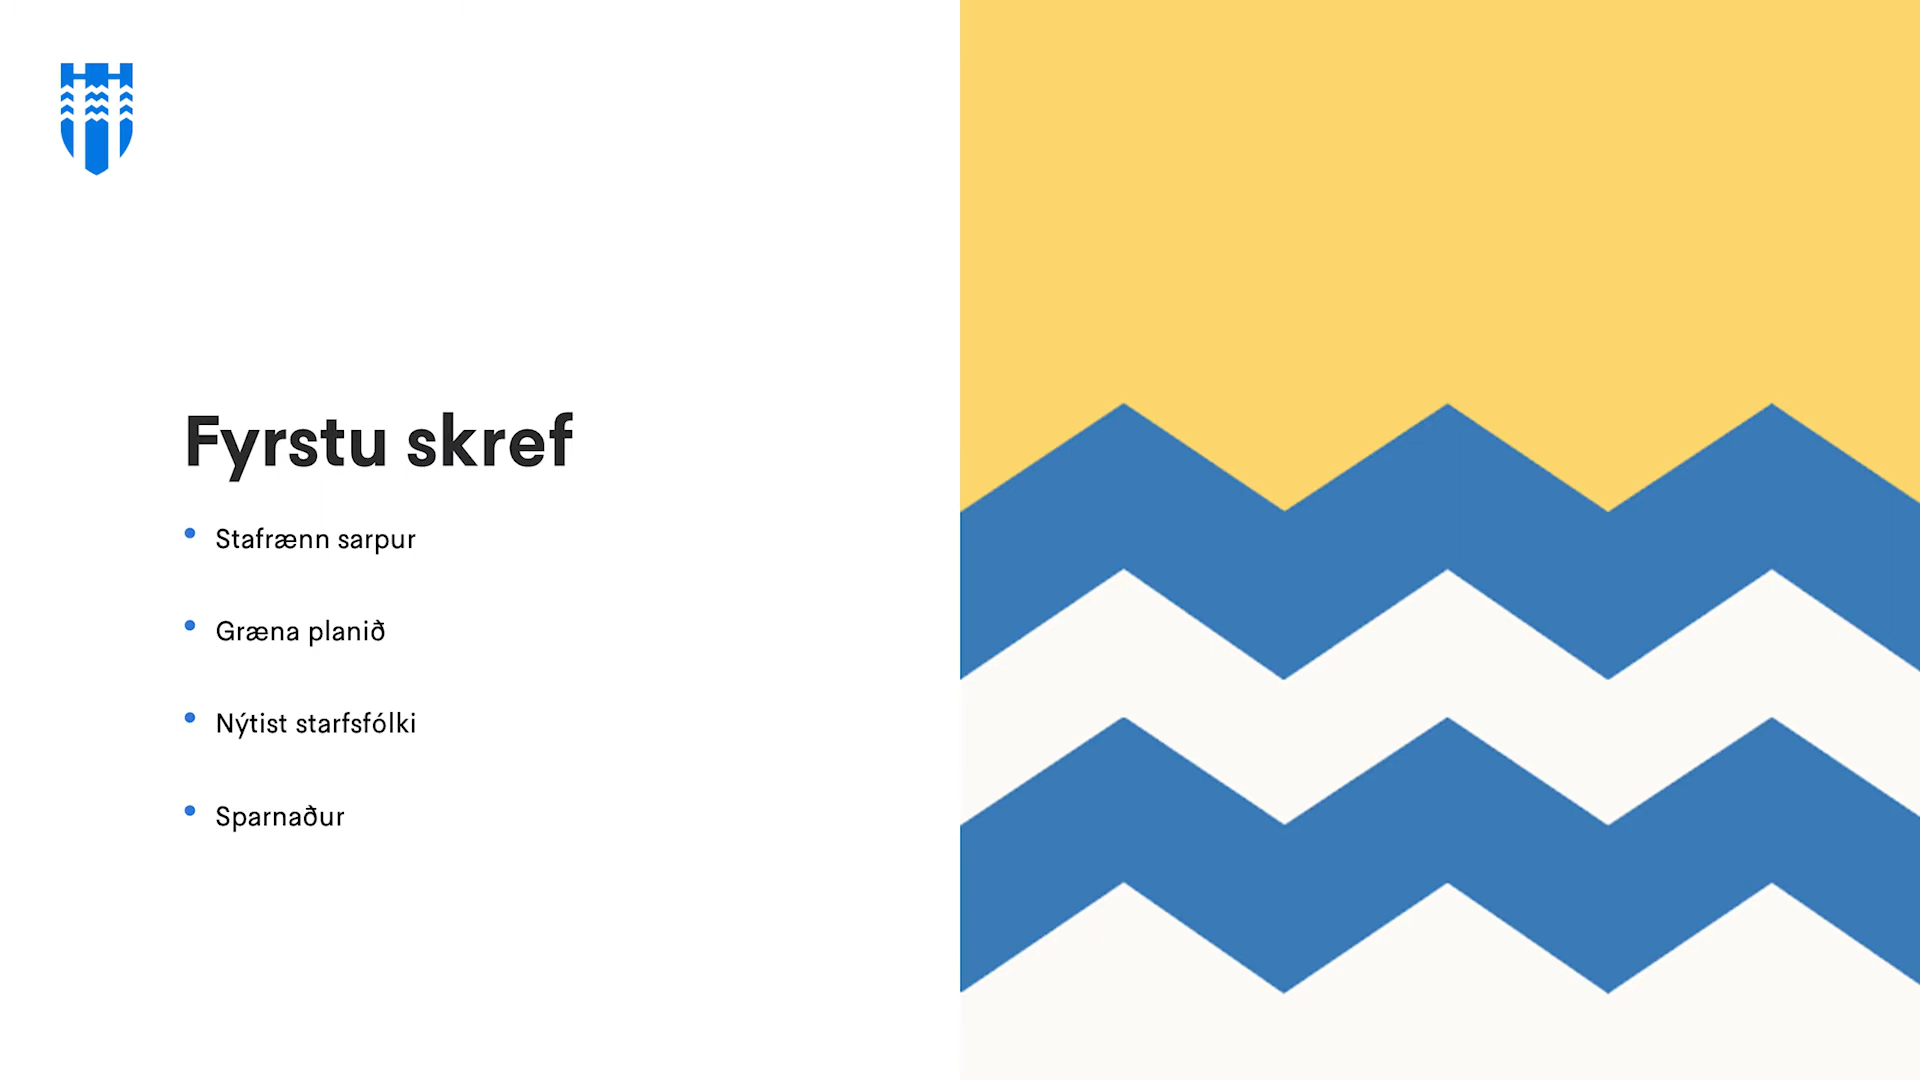 Fyrstu skref
Stafrænn sarpur
Græna planið
Nýtist starfsfólki
Sparnaður